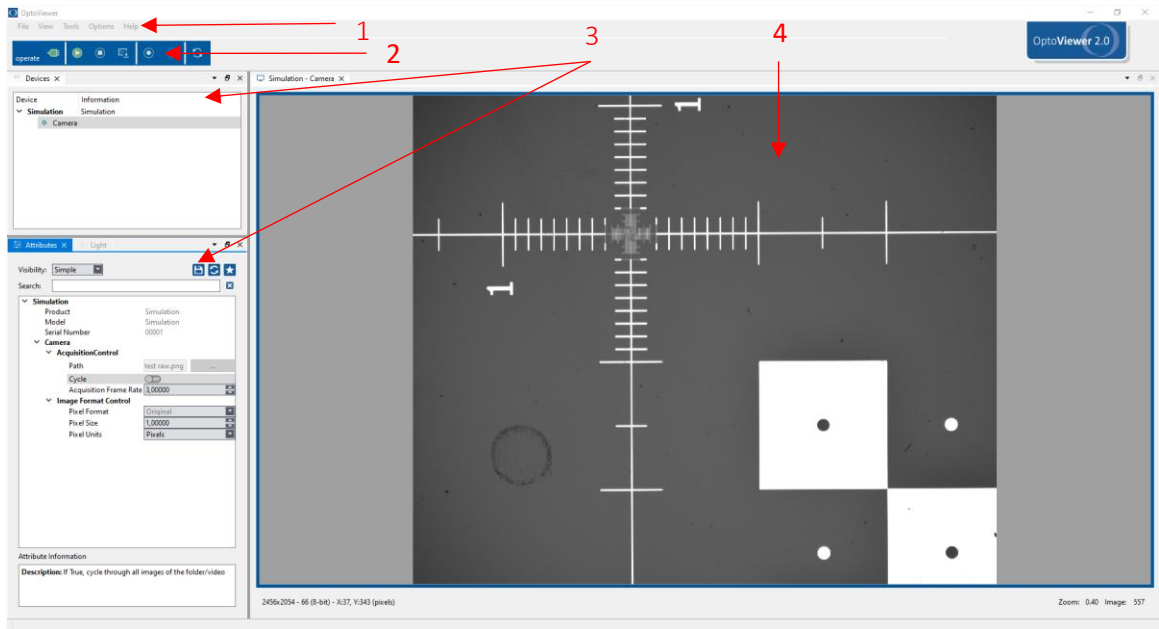 OptoViewer
File View Tools Options Help
1
2
3
4
OptoViewer 2.0
operate
Devices
Simulation - Camera
Device Information
Simulation Simulation
Camera
1
1
Attributes Light
Visibility: Simple
Search:
Simulation
Product Simulation
Model Simulation
Serial Number 00001
Camera
AcquisitionControl
Path test raw.png ...
Cycle
Acquisition Frame Rate 3,00000
Image Format Control
Pixel Format Original
Pixel Size 1,00000
Pixel Units Pixels
Attribute Information
Description: If True, cycle through all images of the folder/video
2456x2054 - 66 (8-bit) - X:37, Y:343 (pixels)
Zoom: 0.40 Image: 557